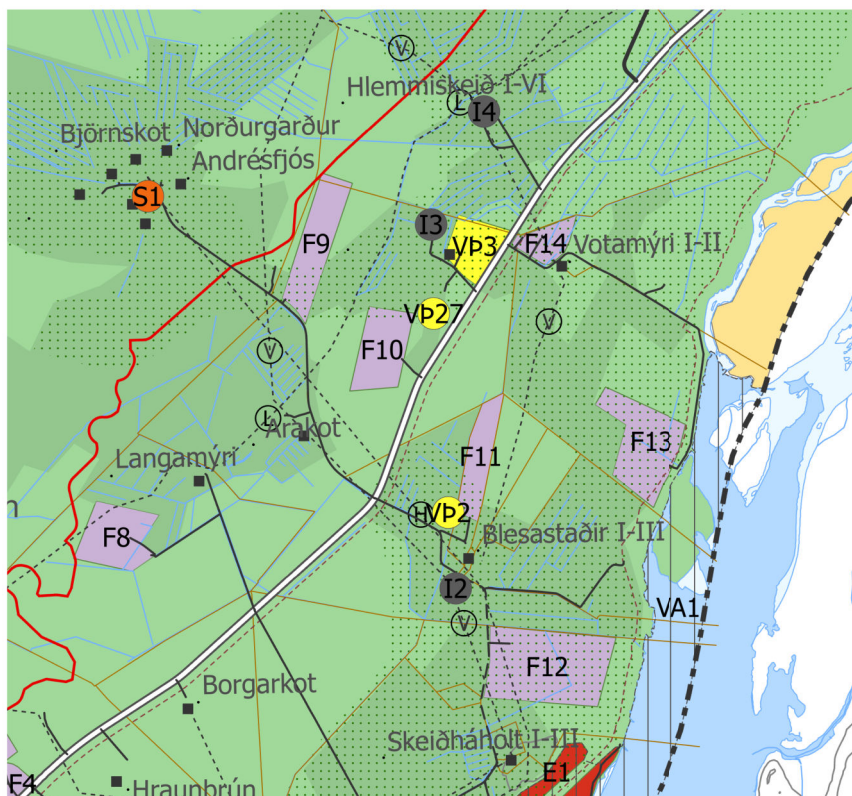 V
Hlemmiskeið I-VI
L
I4
Björnskot
Norðurgarður
Andrésfjós
S1
F9
I3
VÞ3
F14
Votamýri I-II
VÞ27
V
F10
V
L
Arakot
F11
F13
Langamýri
F8
H
VÞ2
Blesastaðir I-III
I2
VA1
V
F12
Borgarkot
Skeiðháholt I-III
E1
F4
Hraunbrún